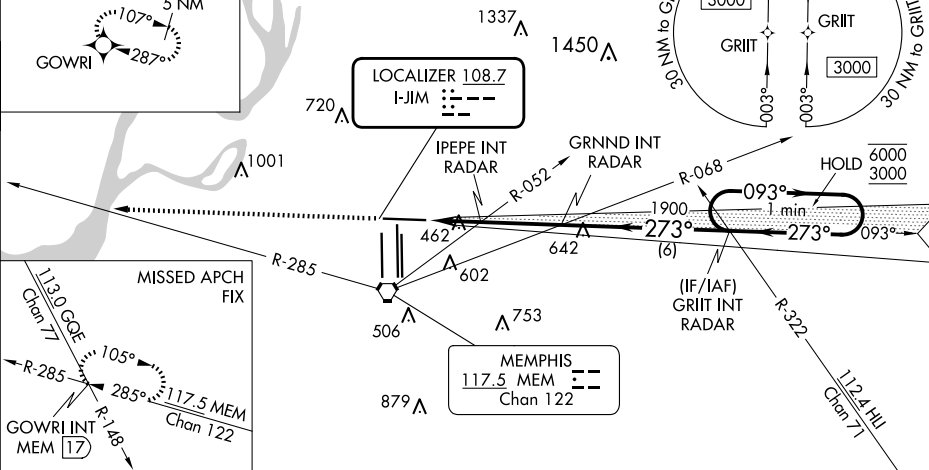 5 NM
107°
287°
GOWRI
1337
1450
720
1001
LOCALIZER 108.7
I-JIM
3000
GRIIT
GRIIT
3000
30 NM to GRIIT
003°
003°
30 NM to GRIIT
IPEPE INT
RADAR
GRNND INT
RADAR
R-052
R-068
HOLD
6000
3000
093°
1 min
1900
273°
(6)
273°
093°
462
642
602
506
753
879
R-285
(IF/IAF)
GRIIT INT
RADAR
R-322
112.4 HLI
Chan 71
MEMPHIS
117.5 MEM
Chan 122
MISSED APCH
FIX
113.0 GQE
Chan 77
105°
R-285
285°
117.5 MEM
Chan 122
GOWRI INT
MEM 17
R-148